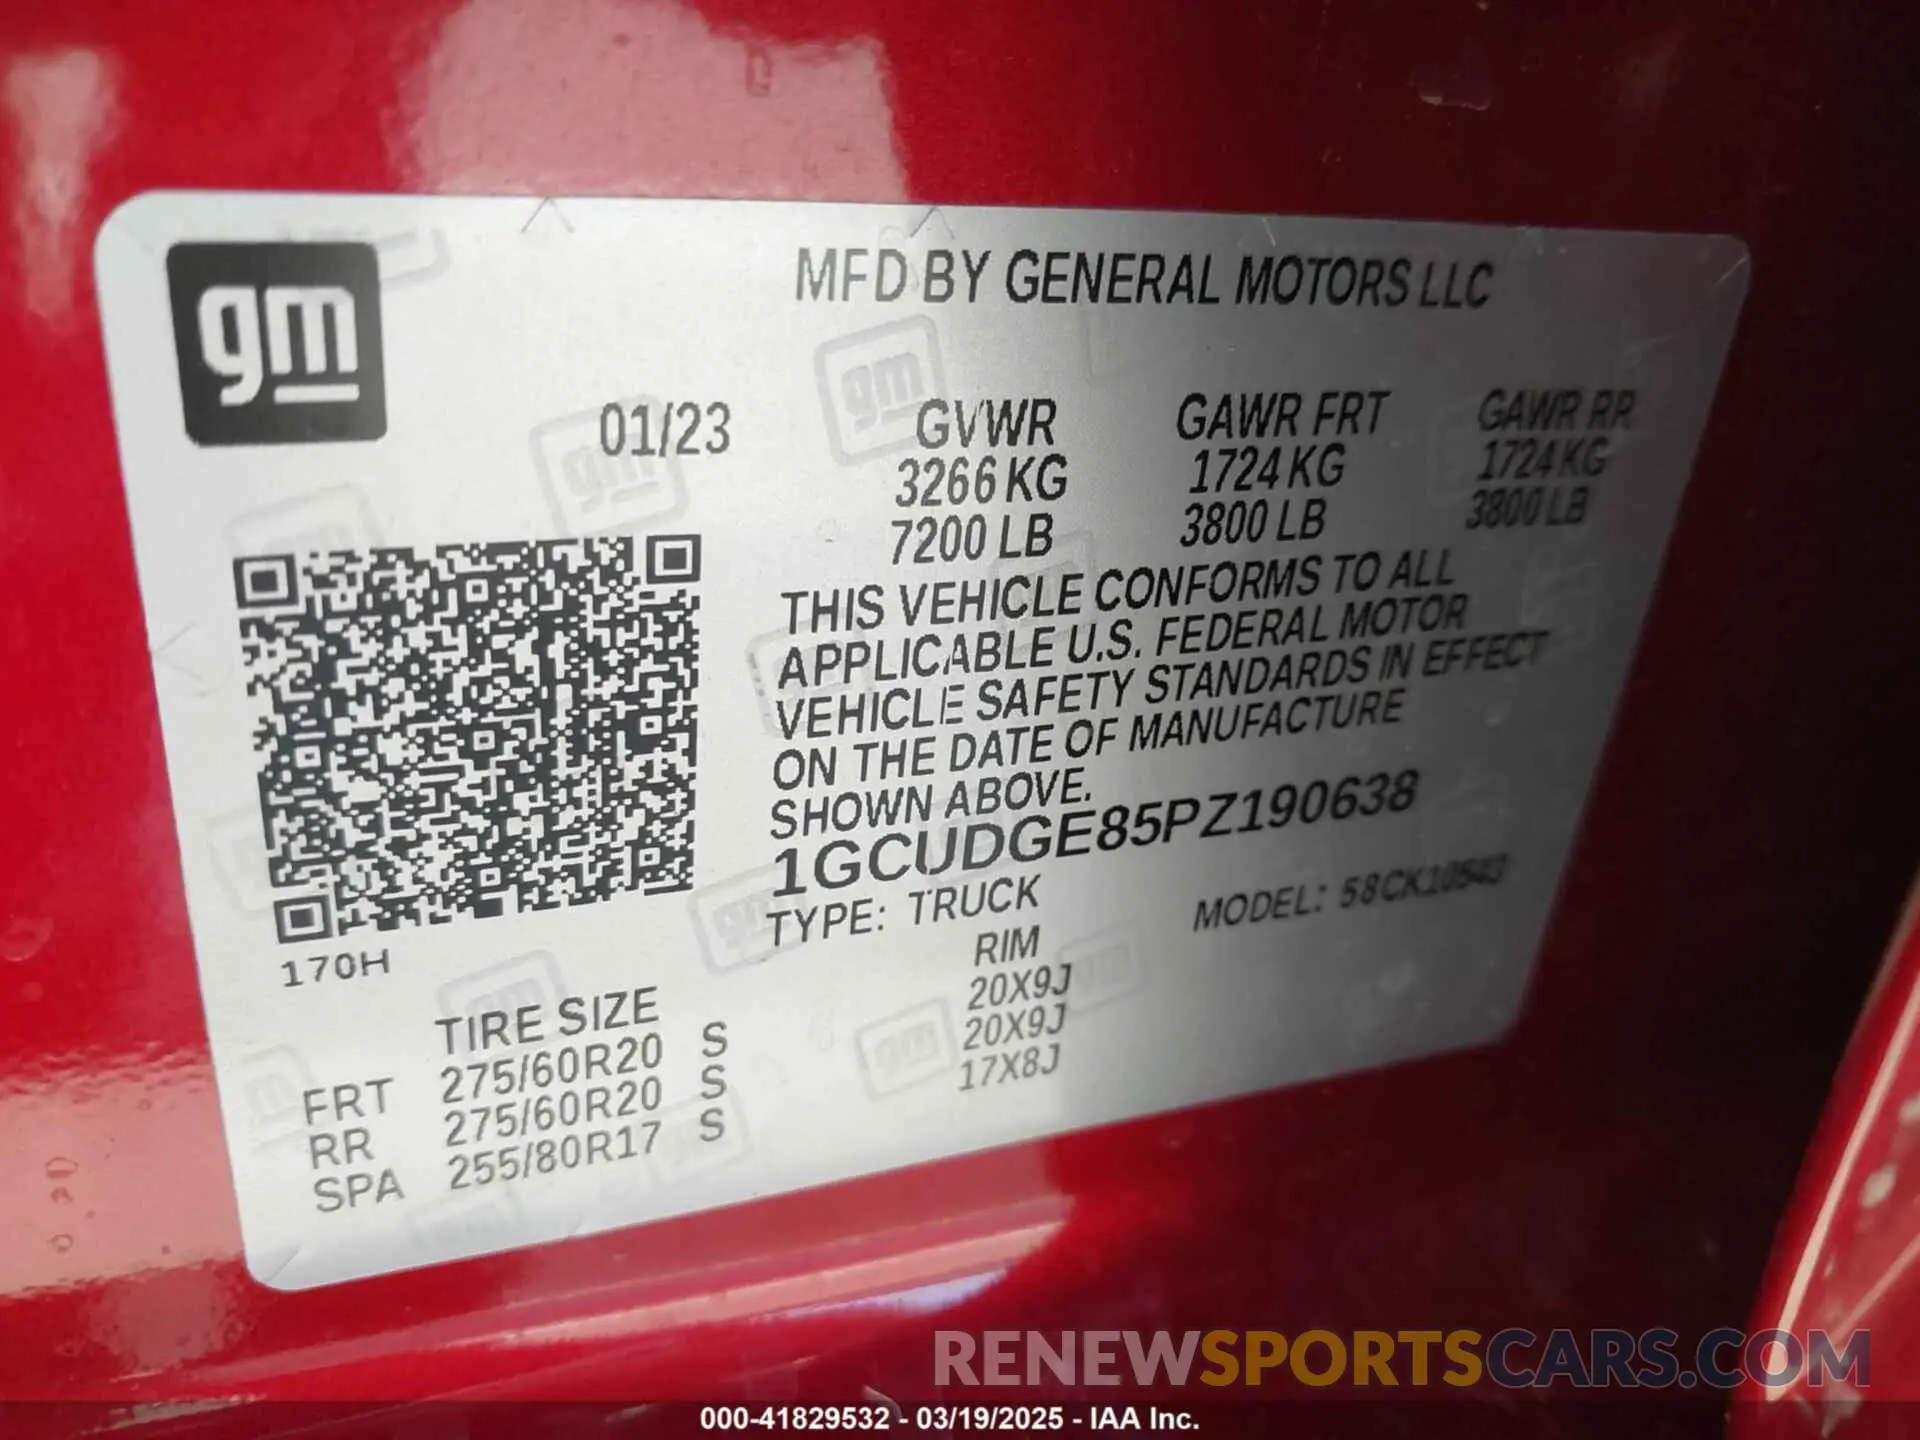 gm
MFD BY GENERAL MOTORS LLC
01/23
GVWR GAWR FRT GAWR RR
3266 KG 1724 KG 1724 KG
7200 LB 3800 LB 3800 LB
THIS VEHICLE CONFORMS TO ALL
APPLICABLE U.S. FEDERAL MOTOR
VEHICLE SAFETY STANDARDS IN EFFECT
ON THE DATE OF MANUFACTURE
SHOWN ABOVE.
1GCUDGE85PZ190638
TYPE: TRUCK MODEL: 58CK10543
170H
TIRE SIZE RIM
FRT 275/60R20 S 20X9J
RR 275/60R20 S 20X9J
SPA 255/80R17 S 17X8J
RENEWSPORTSCARS.COM
000-41829532 - 03/19/2025 - IAA Inc.